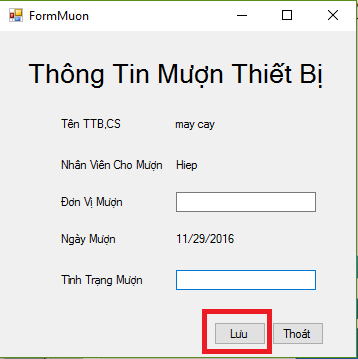 FormMuon
Thông Tin Mượn Thiết Bị
Tên TTB,CS may cay
Nhân Viên Cho Mượn Hiep
Đơn Vị Mượn
Ngày Mượn 11/29/2016
Tình Trạng Mượn
Lưu Thoát